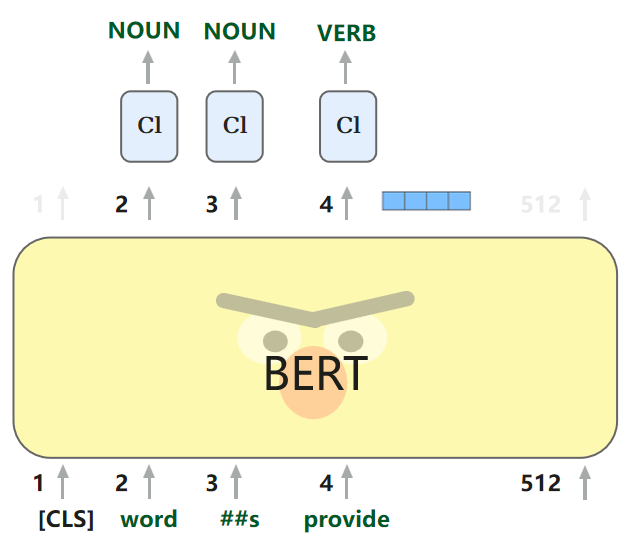 NOUN NOUN VERB
Cl Cl Cl
1 2 3 4 512
BERT
1 2 3 4 512
[CLS] word ##s provide